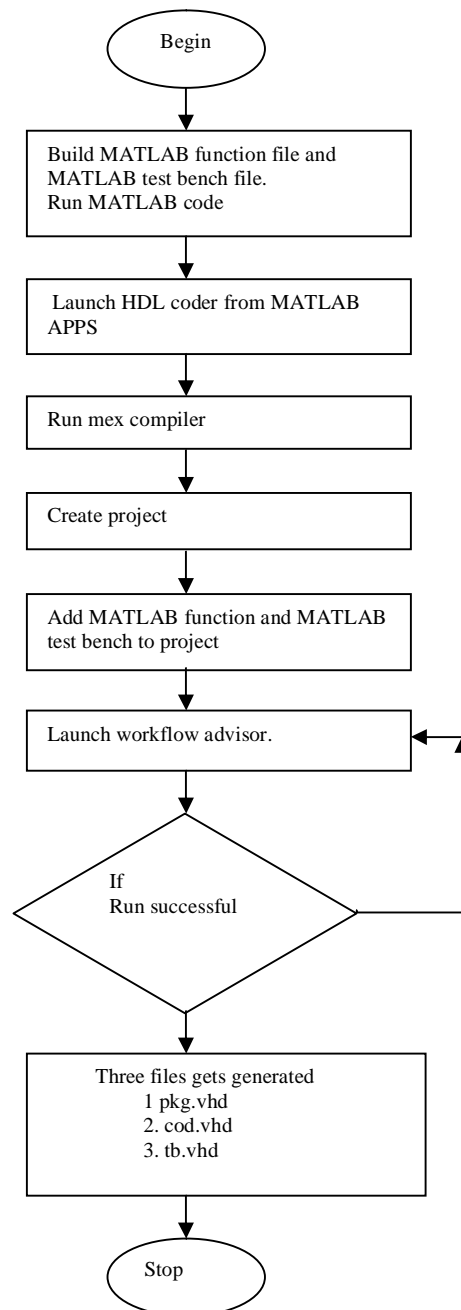 Begin
Build MATLAB function file and
MATLAB test bench file.
Run MATLAB code
Launch HDL coder from MATLAB
APPS
Run mex compiler
Create project
Add MATLAB function and MATLAB
test bench to project
Launch workflow advisor.
If
Run successful
Three files gets generated
1 pkg.vhd
2. cod.vhd
3. tb.vhd
Stop